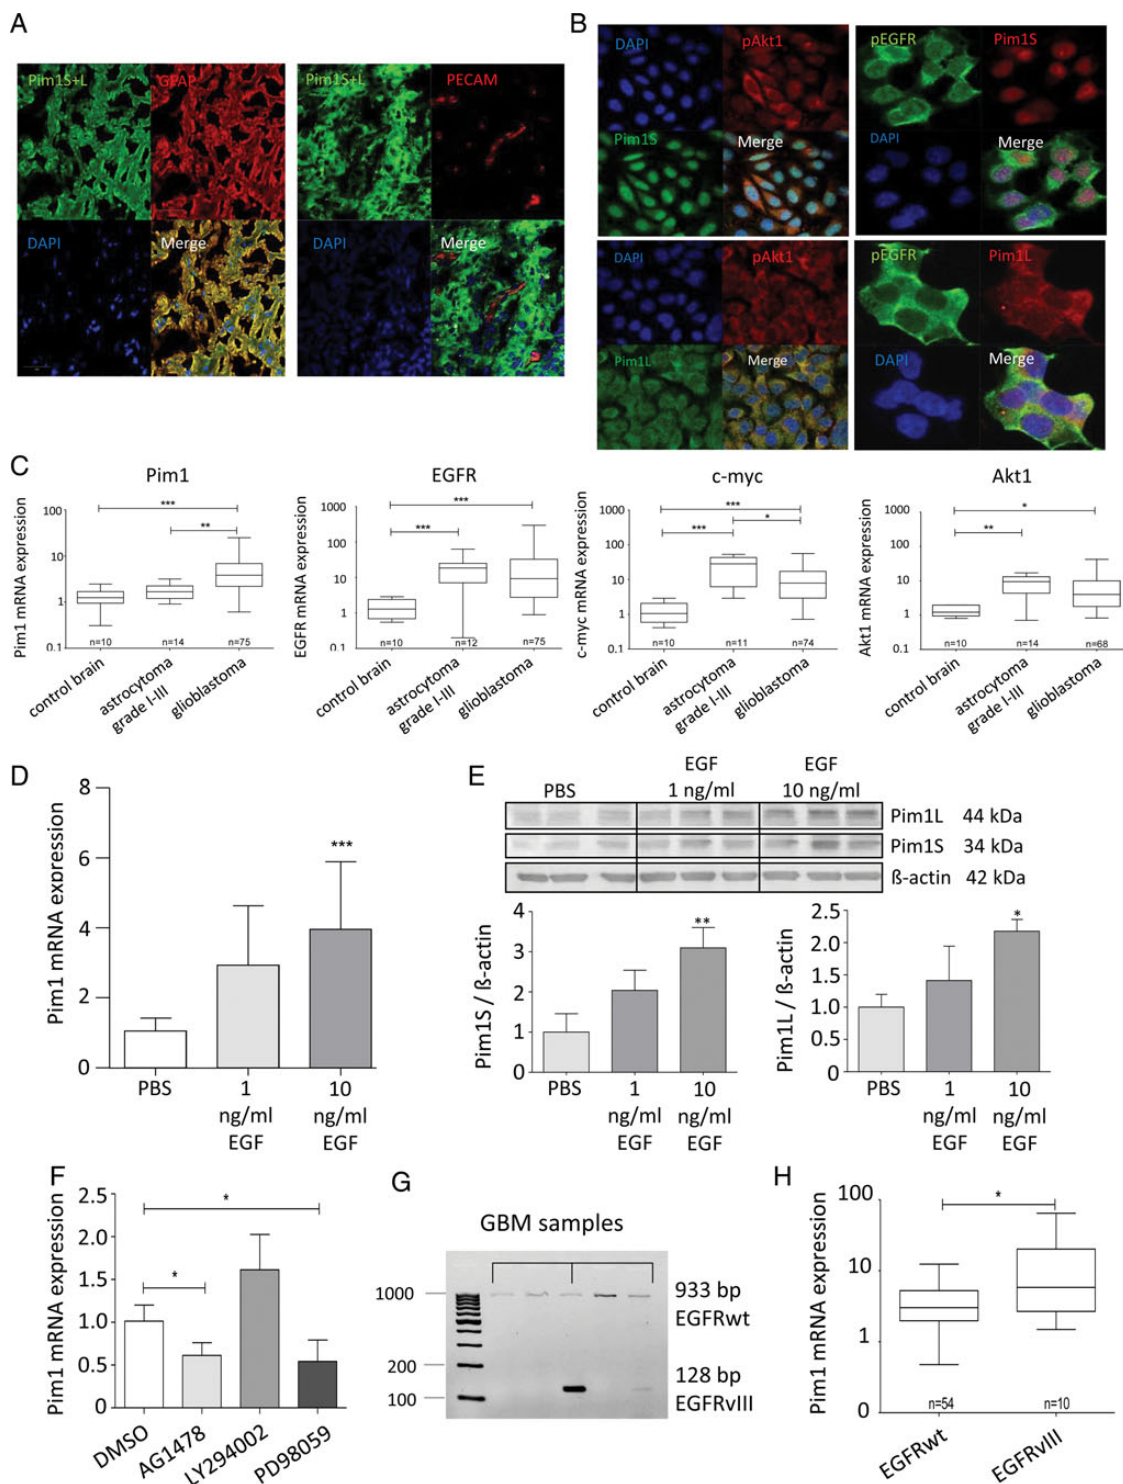 A
B
Pim1S+L
GFAP
Pim1S+L
PECAM
DAPI
Merge
DAPI
Merge
DAPI
pAkt1
pEGFR
Pim1S
Pim1S
Merge
DAPI
Merge
DAPI
pAkt1
pEGFR
Pim1L
Pim1L
Merge
DAPI
Merge
C
Pim1
EGFR
c-myc
Akt1
Pim1 mRNA expression
100
10
1
0.1
***
**
n=10
n=14
n=75
control brain
astrocytoma
grade I-III
glioblastoma
EGFR mRNA expression
1000
100
10
1
0.1
***
***
n=10
n=12
n=75
control brain
astrocytoma
grade I-III
glioblastoma
c-myc mRNA expression
1000
100
10
1
0.1
***
***
*
n=10
n=11
n=74
control brain
astrocytoma
grade I-III
glioblastoma
Akt1 mRNA expression
1000
100
10
1
0.1
*
**
n=10
n=14
n=68
control brain
astrocytoma
grade I-III
glioblastoma
D
Pim1 mRNA expression
8
6
4
2
0
***
PBS
1
ng/ml
EGF
10
ng/ml
EGF
E
PBS
EGF
1 ng/ml
EGF
10 ng/ml
Pim1L 44 kDa
Pim1S 34 kDa
ß-actin 42 kDa
Pim1S / ß-actin
4
3
2
1
0
**
PBS
1
ng/ml
EGF
10
ng/ml
EGF
Pim1L / ß-actin
2.5
2.0
1.5
1.0
0.5
0.0
*
PBS
1
ng/ml
EGF
10
ng/ml
EGF
F
Pim1 mRNA expression
2.5
2.0
1.5
1.0
0.5
0.0
*
*
DMSO
AG1478
LY294002
PD98059
G
GBM samples
1000
200
100
933 bp
EGFRwt
128 bp
EGFRvIII
H
Pim1 mRNA expression
100
10
1
0
*
n=54
n=10
EGFRwt
EGFRvIII